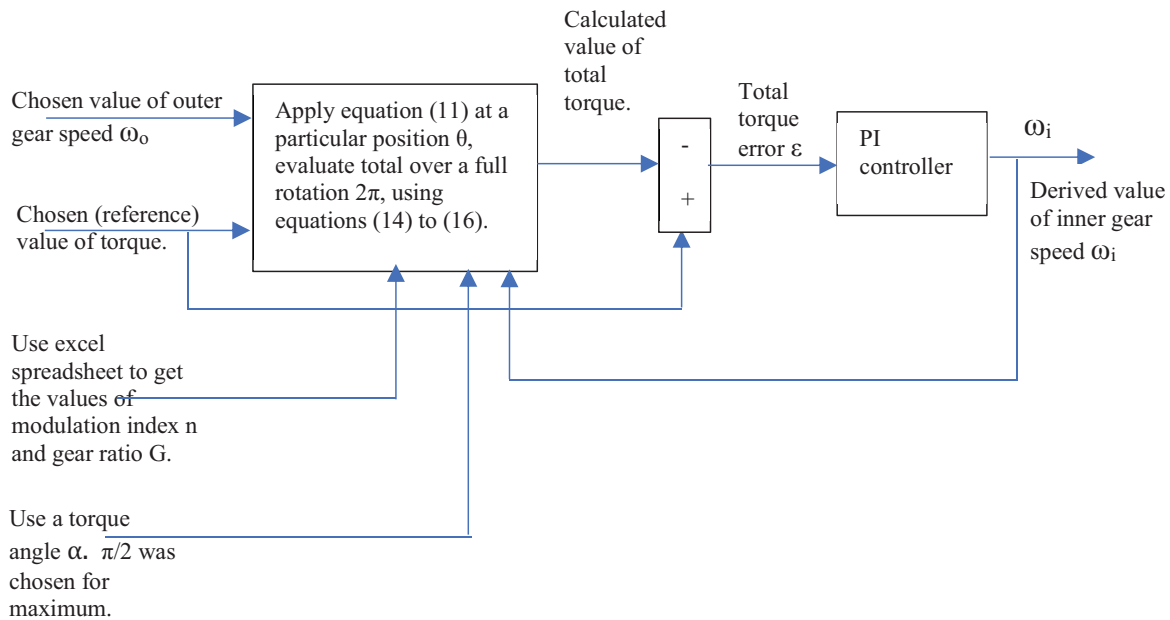 Chosen value of outer
gear speed ωo
Chosen (reference)
value of torque.
Use excel
spreadsheet to get
the values of
modulation index n
and gear ratio G.
Use a torque
angle α. π/2 was
chosen for
maximum.
Apply equation (11) at a
particular position θ,
evaluate total over a full
rotation 2π, using
equations (14) to (16).
Calculated
value of
total
torque.
-
+
Total
torque
error ε
PI
controller
ωi
Derived value
of inner gear
speed ωi